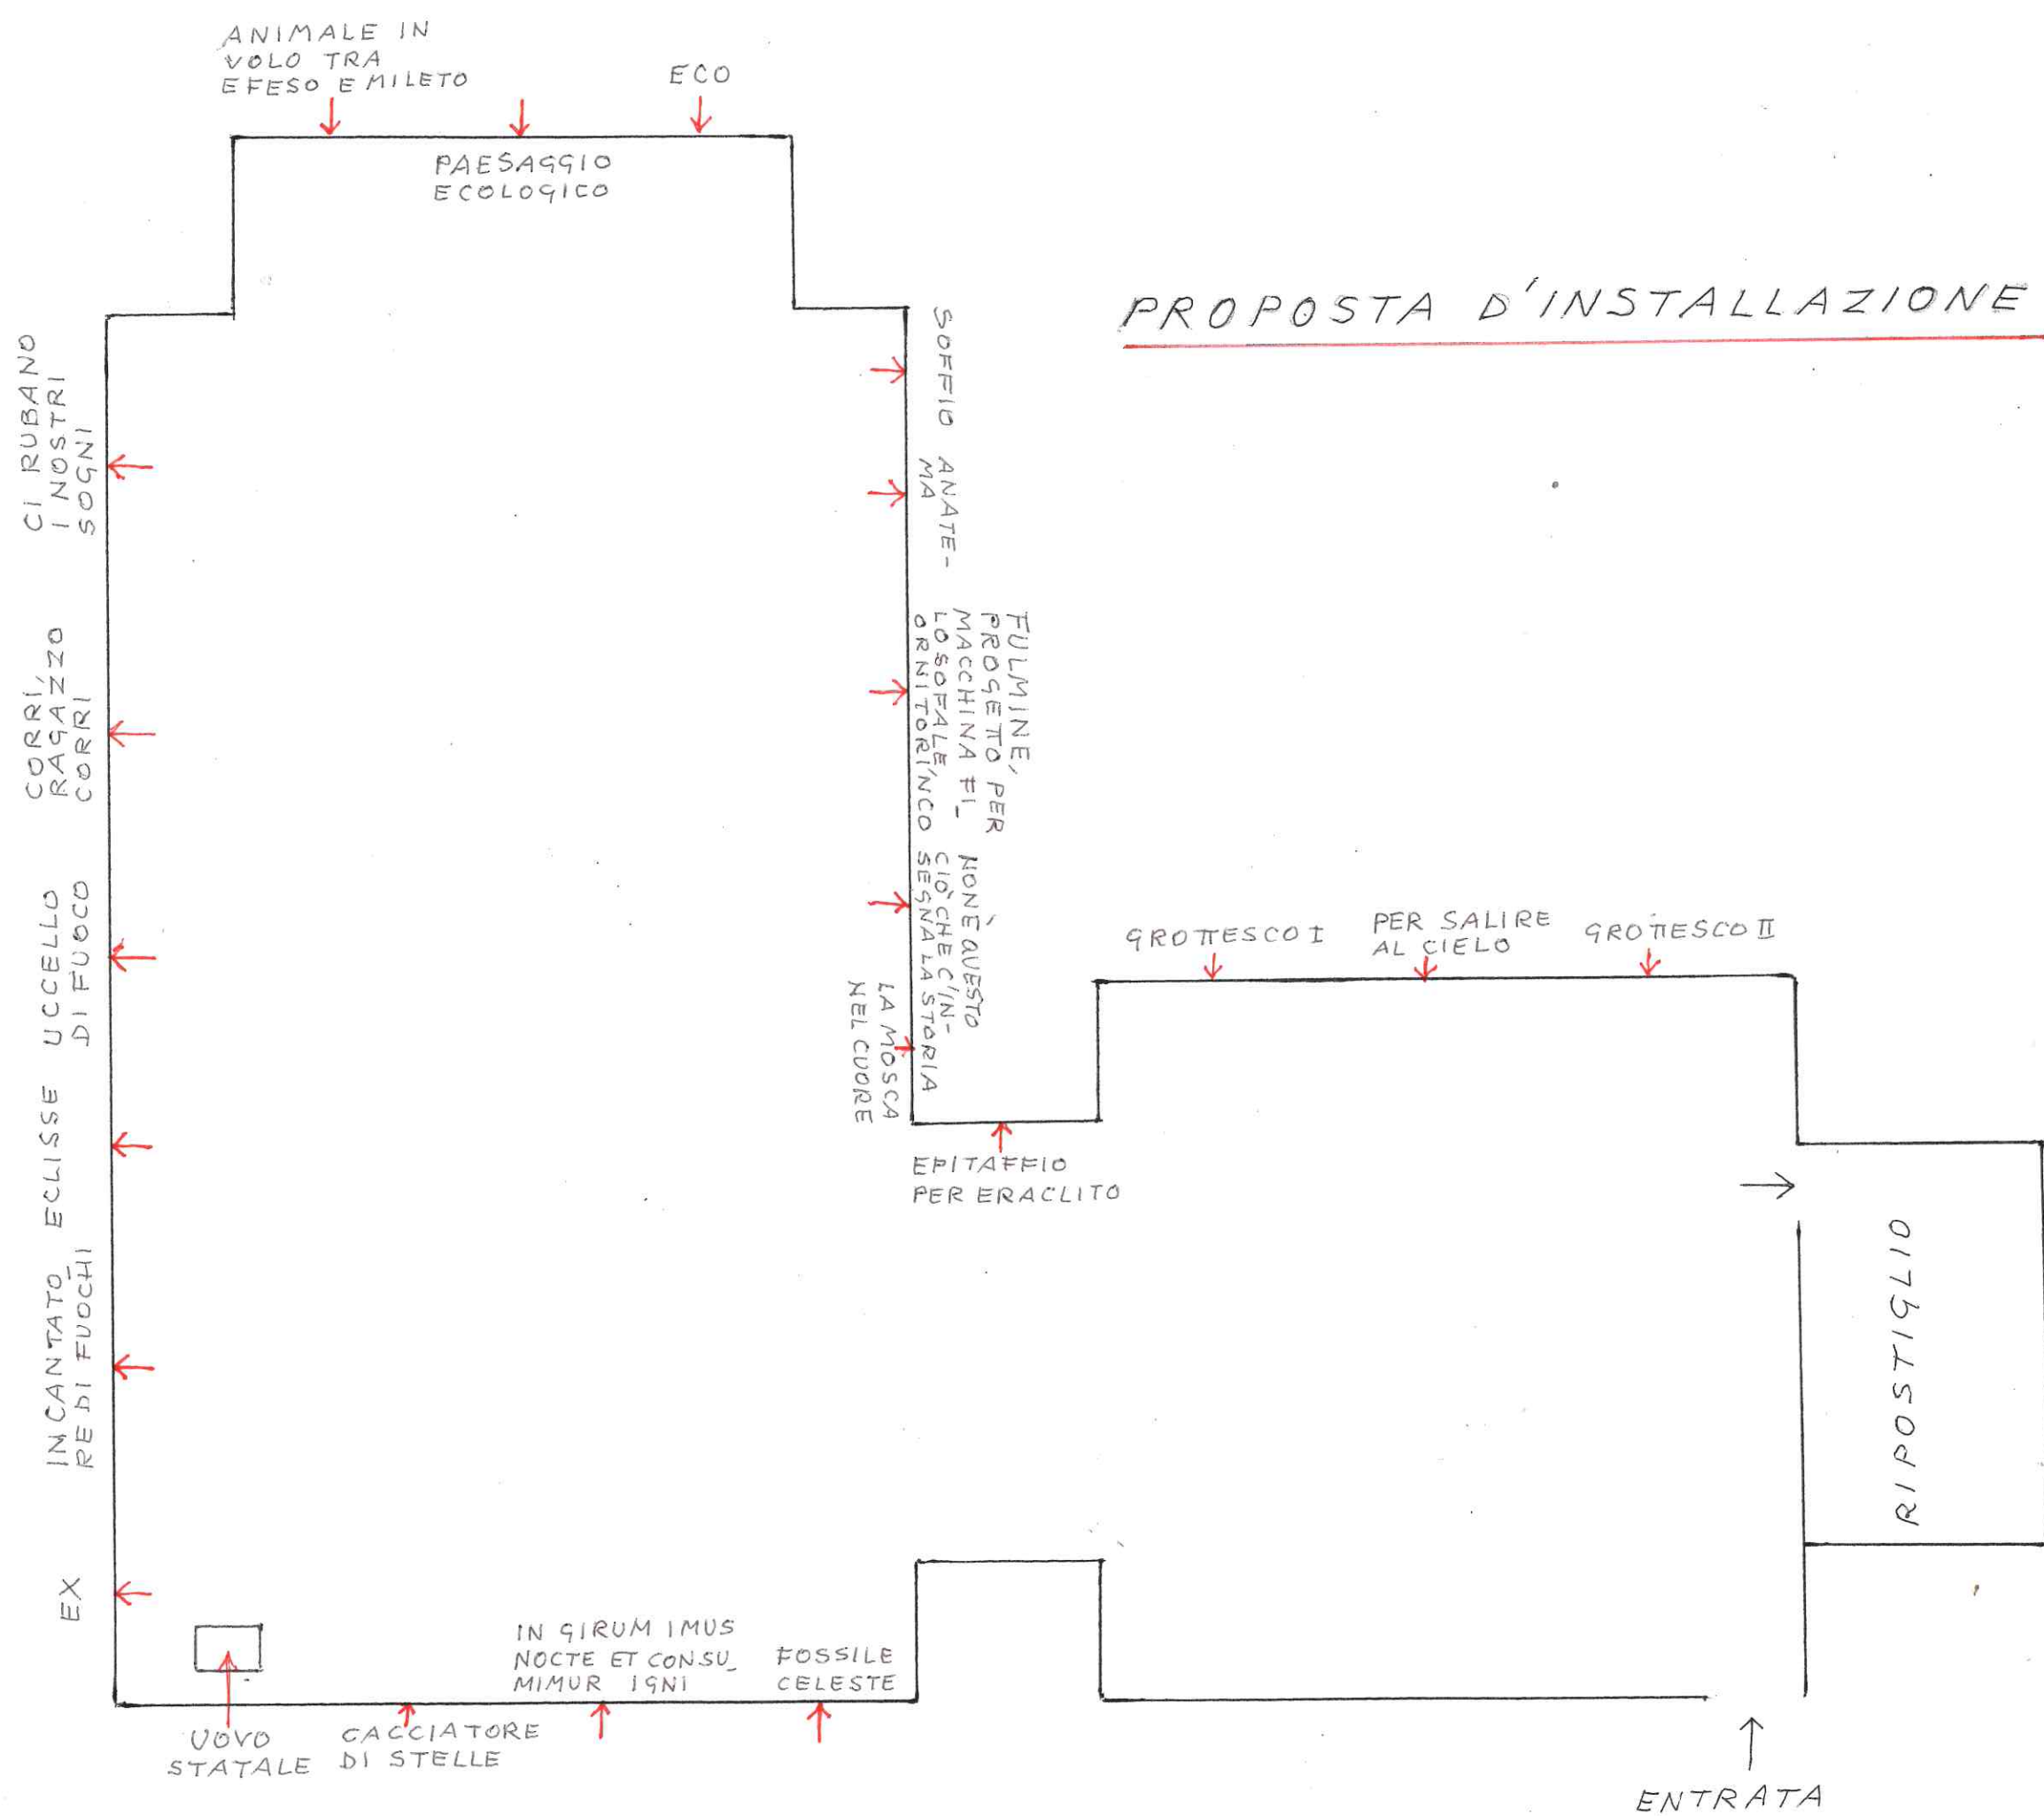 ANIMALE IN
VOLO TRA
EFESO E MILETO
ECO
PAESAGGIO
ECOLOGICO
PROPOSTA D'INSTALLAZIONE
CI RUBANO
I NOSTRI
SOGNI
CORRI,
RAGAZZO
CORRI
UCCELLO
DI FUOCO
ECLISSE
INCANTATO_
RE DI FUOCHI
EX
SOFFIO
ANATE-
MA
FULMINE,
PROGETTO PER
MACCHINA FI_
LOSOFALE,
ORNITORINCO
NON È QUESTO
CIÒ CHE C'IN-
SEGNA LA STORIA
LA MOSCA
NEL CUORE
EPITAFFIO
PER ERACLITO
GROTTESCO I
PER SALIRE
AL CIELO
GROTTESCO II
RIPOSTIGLIO
UOVO
STATALE
CACCIATORE
DI STELLE
IN GIRUM IMUS
NOCTE ET CONSU_
MIMUR IGNI
FOSSILE
CELESTE
ENTRATA